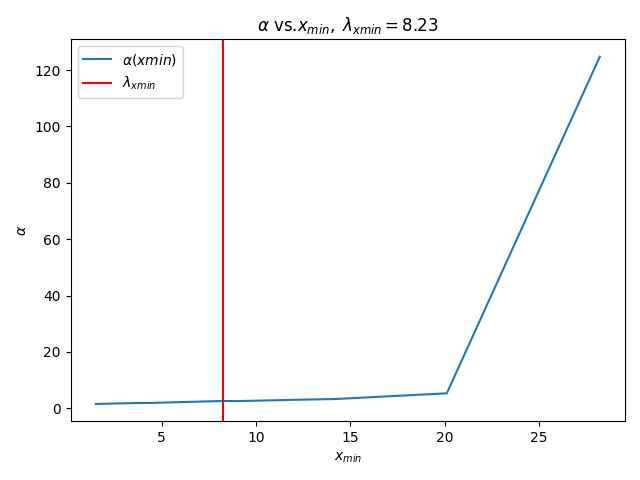 α vs.x_min, λ_xmin = 8.23
α(xmin)
λ_xmin
120
100
80
60
40
20
0
α
5 10 15 20 25
x_min